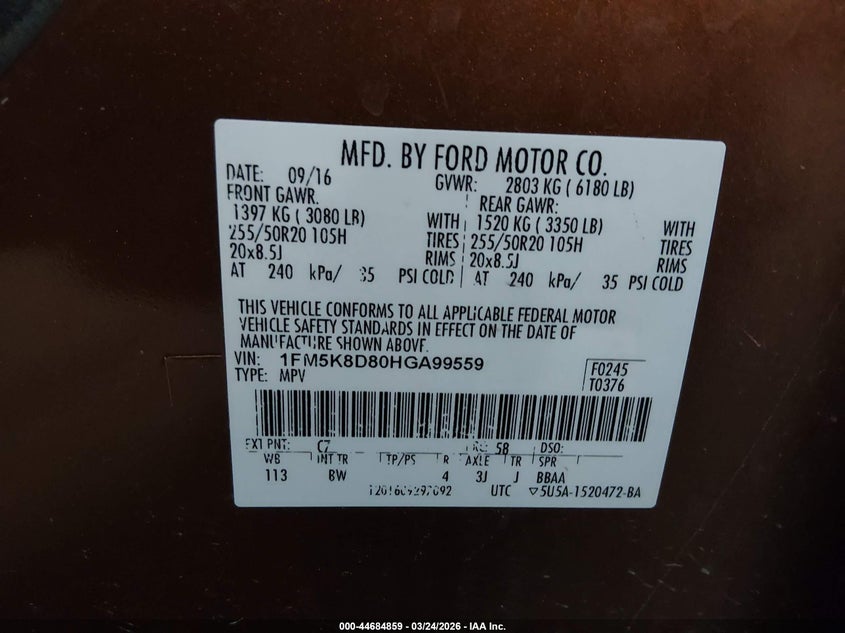 MFD. BY FORD MOTOR CO.
DATE: 09/16 GVWR: 2803 KG ( 6180 LB)
FRONT GAWR: REAR GAWR:
1397 KG ( 3080 LB) WITH 1520 KG ( 3350 LB) WITH
255/50R20 105H TIRES 255/50R20 105H TIRES
20x8.5J RIMS 20x8.5J RIMS
AT 240 kPa/ 35 PSI COLD AT 240 kPa/ 35 PSI COLD
THIS VEHICLE CONFORMS TO ALL APPLICABLE FEDERAL MOTOR
VEHICLE SAFETY STANDARDS IN EFFECT ON THE DATE OF
MANUFACTURE SHOWN ABOVE.
VIN: 1FM5K8D80HGA99559 F0245
TYPE: MPV T0376
EXT PNT: C7 RC: 58 DSO:
WB INT TR TP/PS R AXLE TR SPR
113 BW 4 3J J BBAA
UTC ▽5U5A-1520472-BA
000-44684859 - 03/24/2026 - IAA Inc.